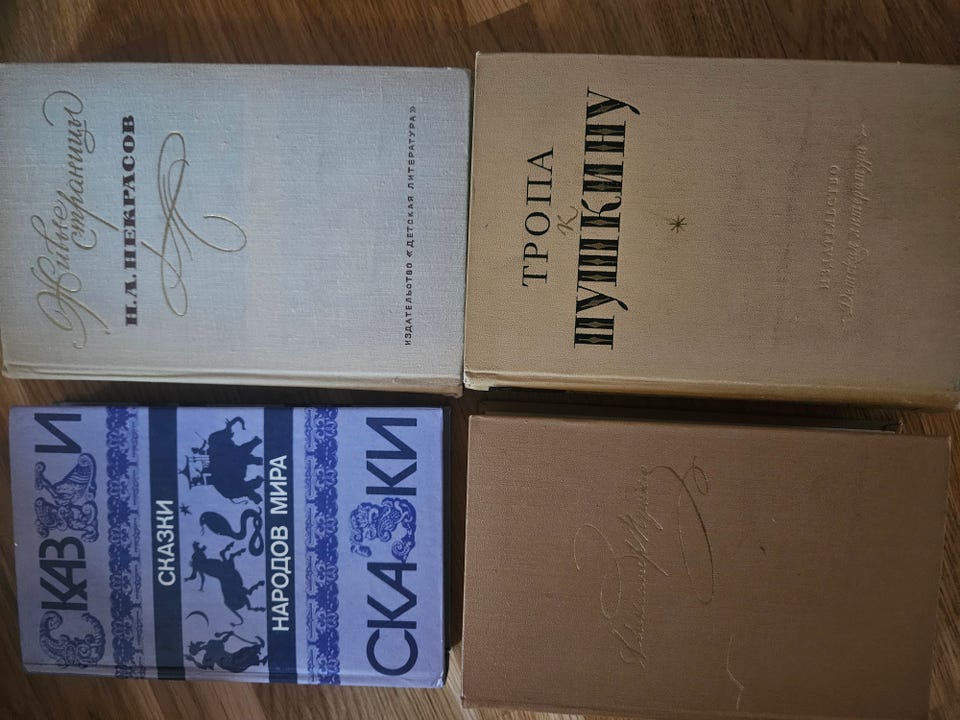 СКАЗКИ
СКАЗКИ
НАРОДОВ МИРА
СКАЗКИ
Живые
страницы
Н.А.НЕКРАСОВ
ИЗДАТЕЛЬСТВО «ДЕТСКАЯ ЛИТЕРАТУРА»
ТРОПА
к
ПУШКИНУ
ИЗДАТЕЛЬСТВО
«Детская литература»